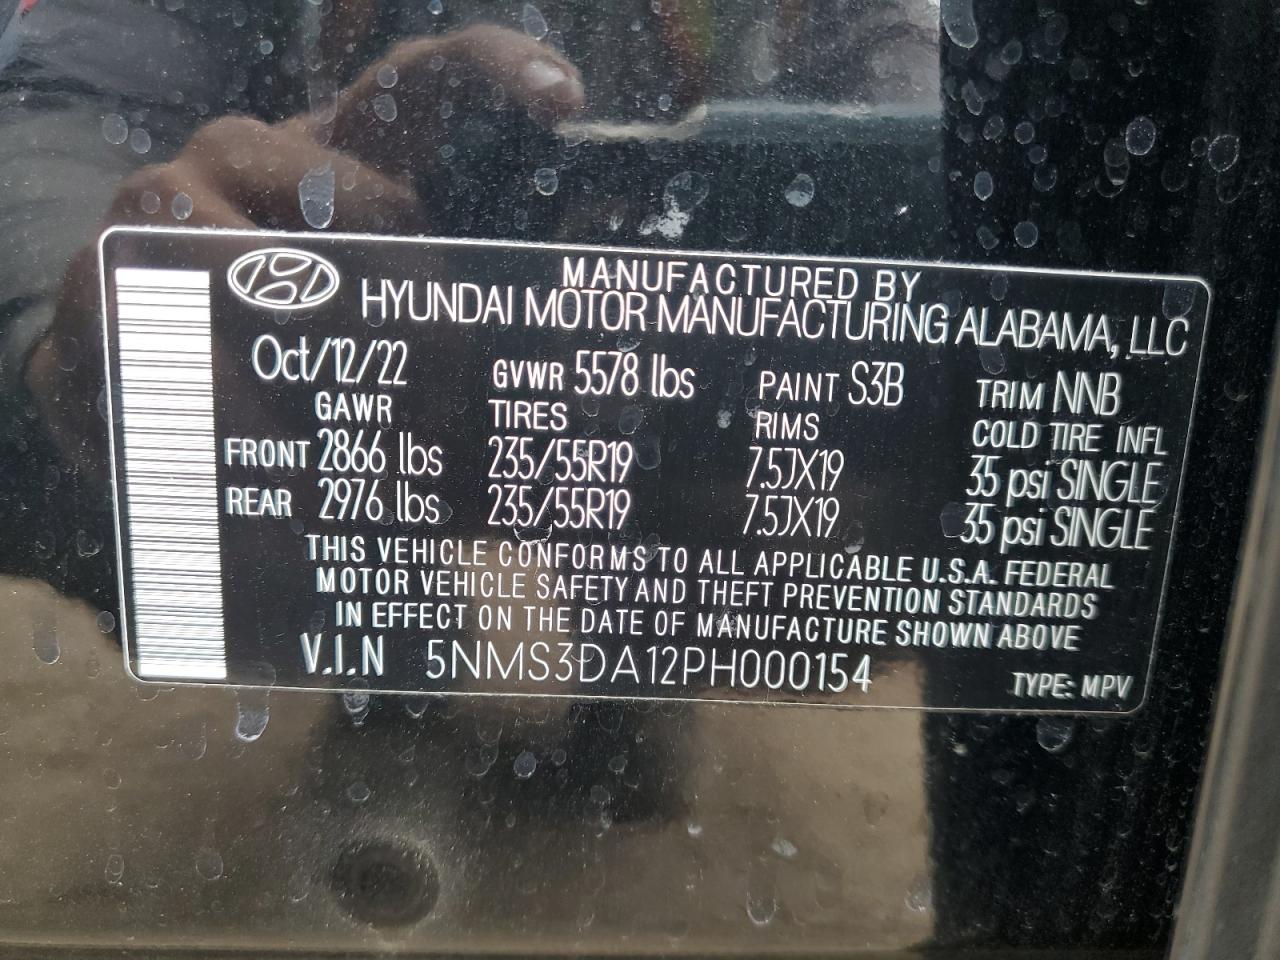 MANUFACTURED BY
HYUNDAI MOTOR MANUFACTURING ALABAMA, LLC
Oct/12/22 GVWR 5578 lbs PAINT S3B TRIM NNB
GAWR TIRES RIMS COLD TIRE INFL
FRONT 2866 lbs 235/55R19 7.5JX19 35 psi SINGLE
REAR 2976 lbs 235/55R19 7.5JX19 35 psi SINGLE
THIS VEHICLE CONFORMS TO ALL APPLICABLE U.S.A. FEDERAL
MOTOR VEHICLE SAFETY AND THEFT PREVENTION STANDARDS
IN EFFECT ON THE DATE OF MANUFACTURE SHOWN ABOVE
V.I.N 5NMS3DA12PH000154 TYPE: MPV